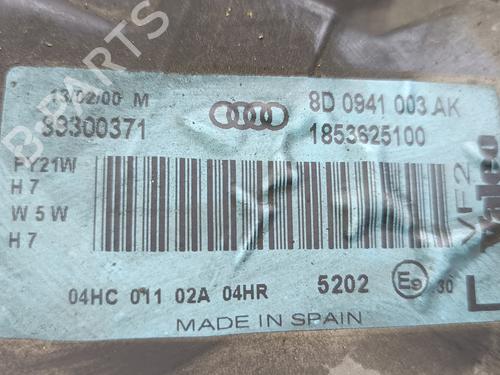 B-PARTS
13/02/00 M
8D 0941 003 AK
89300371
1853625100
PY21W
H7
W5W
H7
VF2
Valeo
04HC 011 02A 04HR
5202
E9
30
L
MADE IN SPAIN